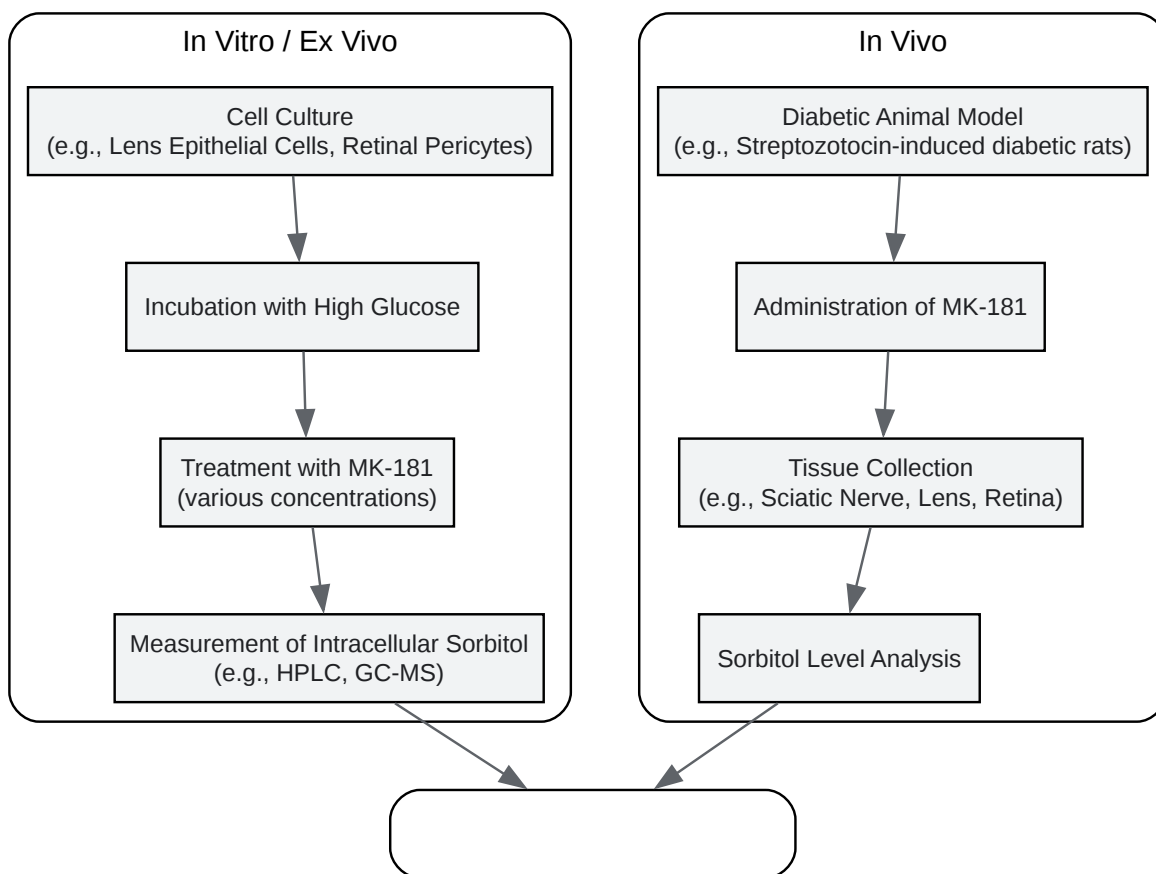 In Vitro / Ex Vivo
Cell Culture
(e.g., Lens Epithelial Cells, Retinal Pericytes)
Incubation with High Glucose
Treatment with MK-181
(various concentrations)
Measurement of Intracellular Sorbitol
(e.g., HPLC, GC-MS)
In Vivo
Diabetic Animal Model
(e.g., Streptozotocin-induced diabetic rats)
Administration of MK-181
Tissue Collection
(e.g., Sciatic Nerve, Lens, Retina)
Sorbitol Level Analysis